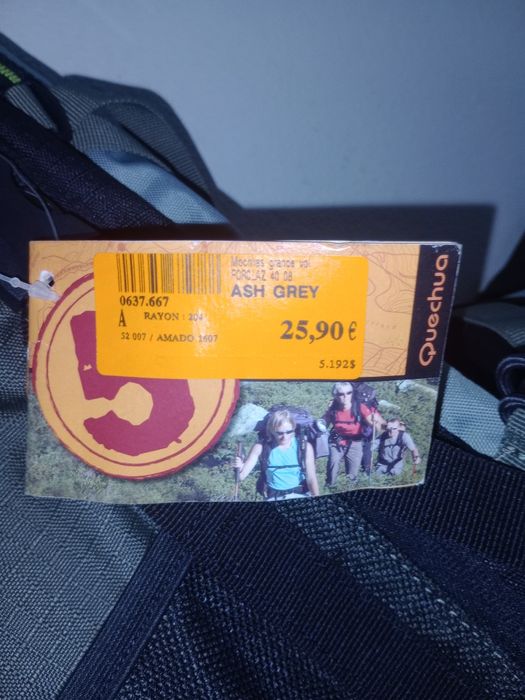 Mochilas grande vol
FORCLAZ 40 08
0637.667
ASH GREY
A RAYON : 204
25,90 €
52 007 / AMADO 1607
5.192$
Quechua
5